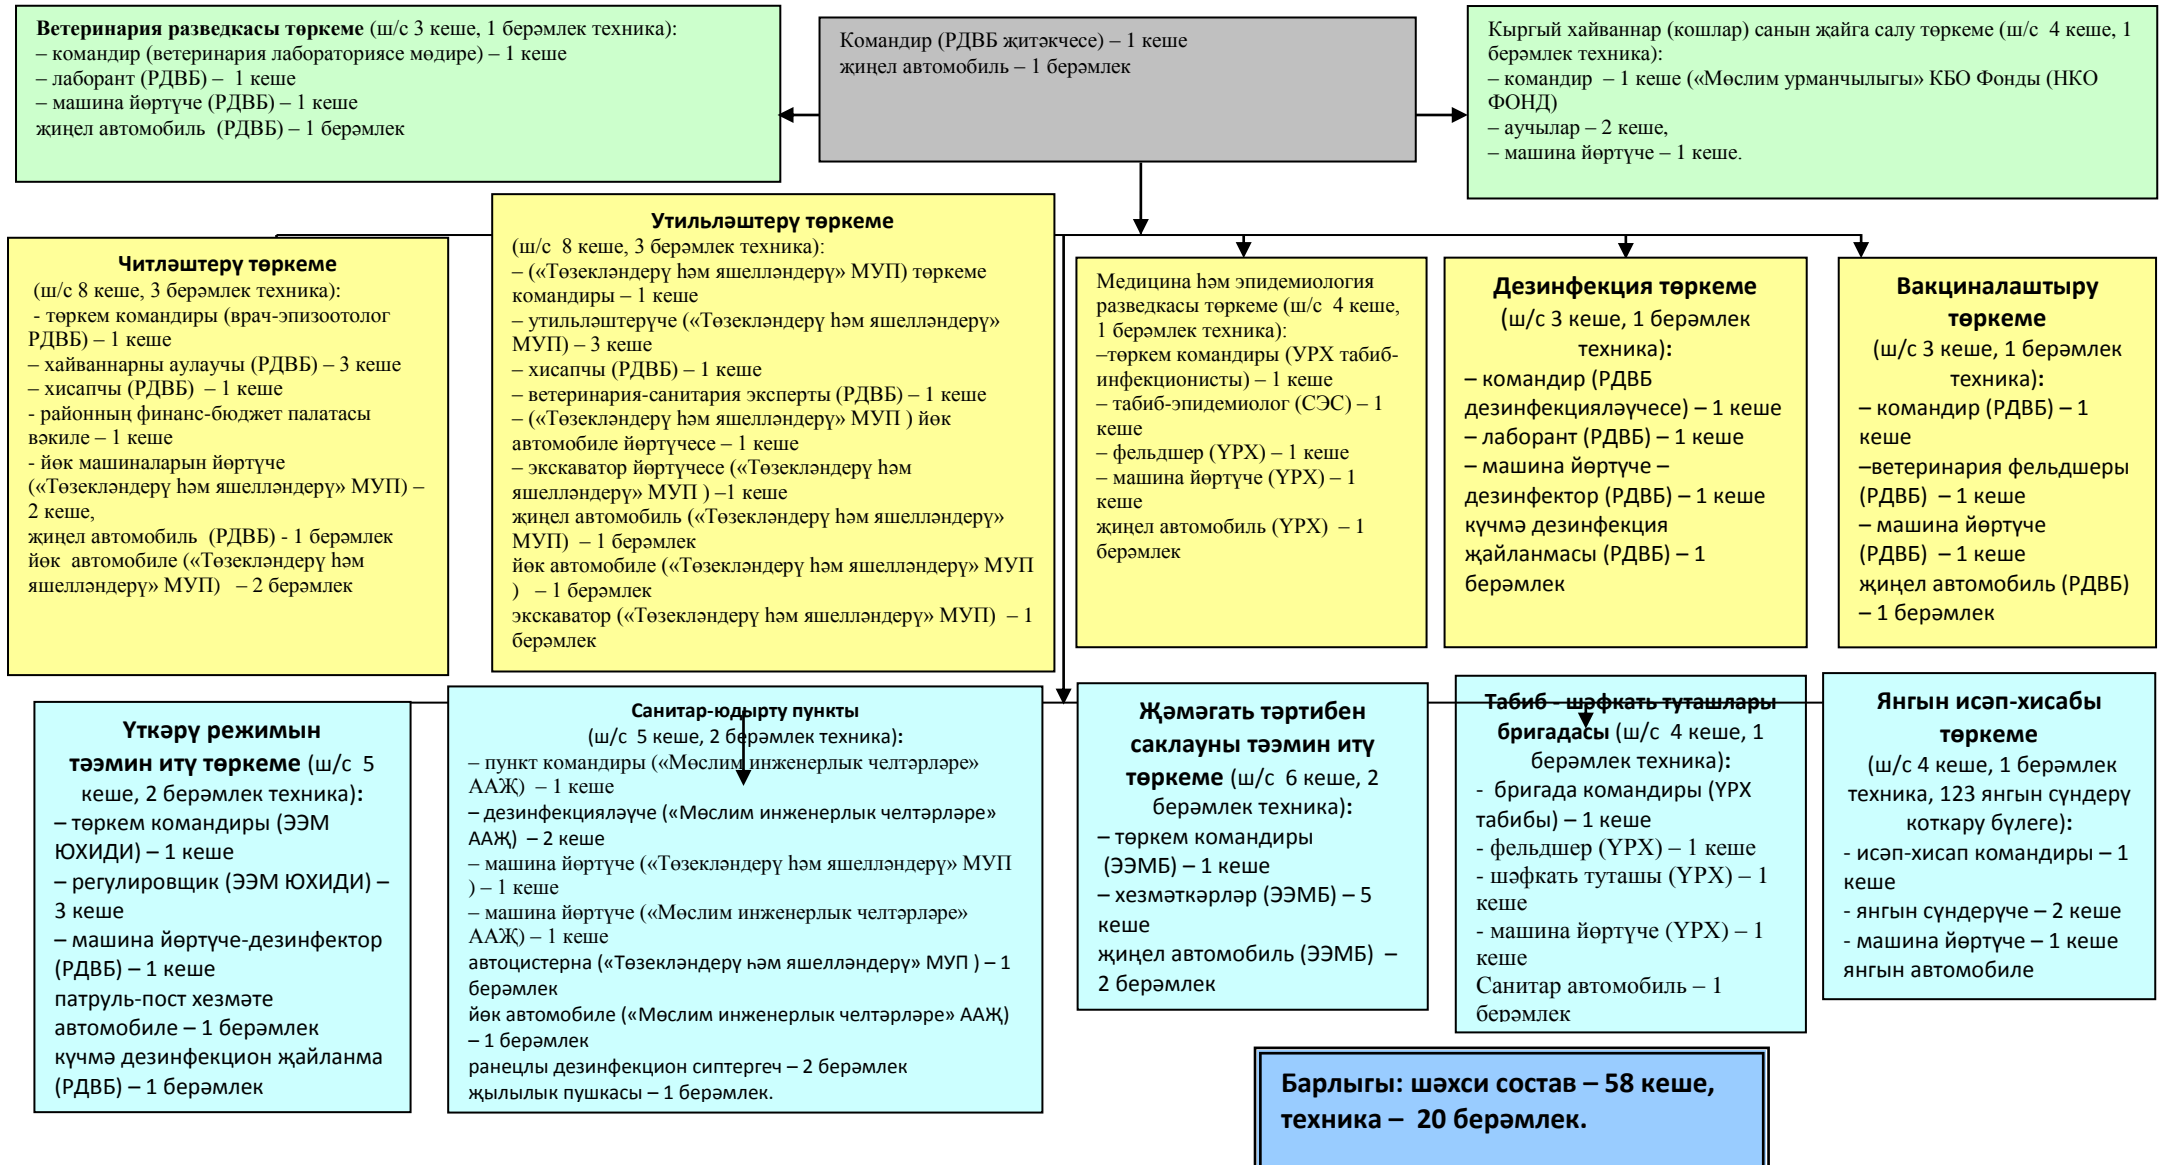 Ветеринария разведкасы төркеме (ш/с 3 кеше, 1 берәмлек техника):
– командир (ветеринария лабораториясе мөдире) – 1 кеше
– лаборант (РДВБ) –  1 кеше
– машина йөртүче (РДВБ) – 1 кеше
җиңел автомобиль  (РДВБ) – 1 берәмлек
Командир (РДВБ җитәкчесе) – 1 кеше
җиңел автомобиль – 1 берәмлек
Кыргый хайваннар (кошлар) санын җайга салу төркеме (ш/с  4 кеше, 1
берәмлек техника):
– командир  – 1 кеше («Мөслим урманчылыгы» КБО Фонды (НКО
ФОНД)
– аучылар – 2 кеше,
– машина йөртүче – 1 кеше.
Читләштерү төркеме
(ш/с 8 кеше, 3 берәмлек техника):
- төркем командиры (врач-эпизоотолог
РДВБ) – 1 кеше
– хайваннарны аулаучы (РДВБ) – 3 кеше
– хисапчы (РДВБ)  – 1 кеше
- районның финанс-бюджет палатасы
вәкиле – 1 кеше
- йөк машиналарын йөртүче
(«Төзекләндерү һәм яшелләндерү» МУП) –
2 кеше,
җиңел автомобиль  (РДВБ) - 1 берәмлек
йөк  автомобиле («Төзекләндерү һәм
яшелләндерү» МУП)   – 2 берәмлек
Утильләштерү төркеме
(ш/с  8 кеше, 3 берәмлек техника):
– («Төзекләндерү һәм яшелләндерү» МУП) төркеме
командиры – 1 кеше
– утильләштерүче («Төзекләндерү һәм яшелләндерү»
МУП) – 3 кеше
– хисапчы (РДВБ) – 1 кеше
– ветеринария-санитария эксперты (РДВБ) – 1 кеше
– («Төзекләндерү һәм яшелләндерү» МУП ) йөк
автомобиле йөртүчесе – 1 кеше
– экскаватор йөртүчесе («Төзекләндерү һәм
яшелләндерү» МУП ) –1 кеше
җиңел автомобиль («Төзекләндерү һәм яшелләндерү»
МУП)  – 1 берәмлек
йөк автомобиле («Төзекләндерү һәм яшелләндерү» МУП
)   – 1 берәмлек
экскаватор («Төзекләндерү һәм яшелләндерү» МУП)  – 1
берәмлек
Медицина һәм эпидемиология
разведкасы төркеме (ш/с  4 кеше,
1 берәмлек техника):
–төркем командиры (УРХ табиб-
инфекционисты) – 1 кеше
– табиб-эпидемиолог (СЭС) – 1
кеше
– фельдшер (ҮРХ) – 1 кеше
– машина йөртүче (ҮРХ) – 1
кеше
җиңел автомобиль (ҮРХ)  – 1
берәмлек
Дезинфекция төркеме
(ш/с 3 кеше, 1 берәмлек
техника):
– командир (РДВБ
дезинфекцияләүчесе) – 1 кеше
– лаборант (РДВБ) – 1 кеше
– машина йөртүче –
дезинфектор (РДВБ) – 1 кеше
күчмә дезинфекция
җайланмасы (РДВБ) – 1
берәмлек
Вакциналаштыру
төркеме
(ш/с 3 кеше, 1 берәмлек
техника):
– командир (РДВБ) – 1
кеше
–ветеринария фельдшеры
(РДВБ)  – 1 кеше
– машина йөртүче
(РДВБ)  – 1 кеше
җиңел автомобиль (РДВБ)
– 1 берәмлек
Үткәрү режимын
тәэмин итү төркеме (ш/с  5
кеше, 2 берәмлек техника):
– төркем командиры (ЭЭМ
ЮХИДИ) – 1 кеше
– регулировщик (ЭЭМ ЮХИДИ) –
3 кеше
– машина йөртүче-дезинфектор
(РДВБ) – 1 кеше
патруль-пост хезмәте
автомобиле – 1 берәмлек
күчмә дезинфекцион җайланма
(РДВБ) – 1 берәмлек
Санитар-юдырту пункты
(ш/с  5 кеше, 2 берәмлек техника):
– пункт командиры («Мөслим инженерлык челтәрләре»
ААҖ)  – 1 кеше
– дезинфекцияләүче («Мөслим инженерлык челтәрләре»
ААҖ)  – 2 кеше
– машина йөртүче («Төзекләндерү һәм яшелләндерү» МУП
) – 1 кеше
– машина йөртүче («Мөслим инженерлык челтәрләре»
ААҖ) – 1 кеше
автоцистерна («Төзекләндерү һәм яшелләндерү» МУП ) – 1
берәмлек
йөк автомобиле («Мөслим инженерлык челтәрләре» ААҖ)
– 1 берәмлек
ранецлы дезинфекцион сиптергеч – 2 берәмлек
җылылык пушкасы – 1 берәмлек.
Җәмәгать тәртибен
саклауны тәэмин итү
төркеме (ш/с  6 кеше, 2
берәмлек техника):
– төркем командиры
(ЭЭМБ) – 1 кеше
– хезмәткәрләр (ЭЭМБ) – 5
кеше
җиңел автомобиль (ЭЭМБ)  –
2 берәмлек
Табиб - шәфкать туташлары
бригадасы (ш/с  4 кеше, 1
берәмлек техника):
-  бригада командиры (ҮРХ
табибы) – 1 кеше
- фельдшер (ҮРХ) – 1 кеше
- шәфкать туташы (ҮРХ) – 1
кеше
- машина йөртүче (ҮРХ) – 1
кеше
Санитар автомобиль – 1
берәмлек
Янгын исәп-хисабы
төркеме
(ш/с 4 кеше, 1 берәмлек
техника, 123 янгын сүндерү
коткару бүлеге):
- исәп-хисап командиры – 1
кеше
- янгын сүндерүче – 2 кеше
- машина йөртүче – 1 кеше
янгын автомобиле
Барлыгы: шәхси состав – 58 кеше,
техника –  20 берәмлек.